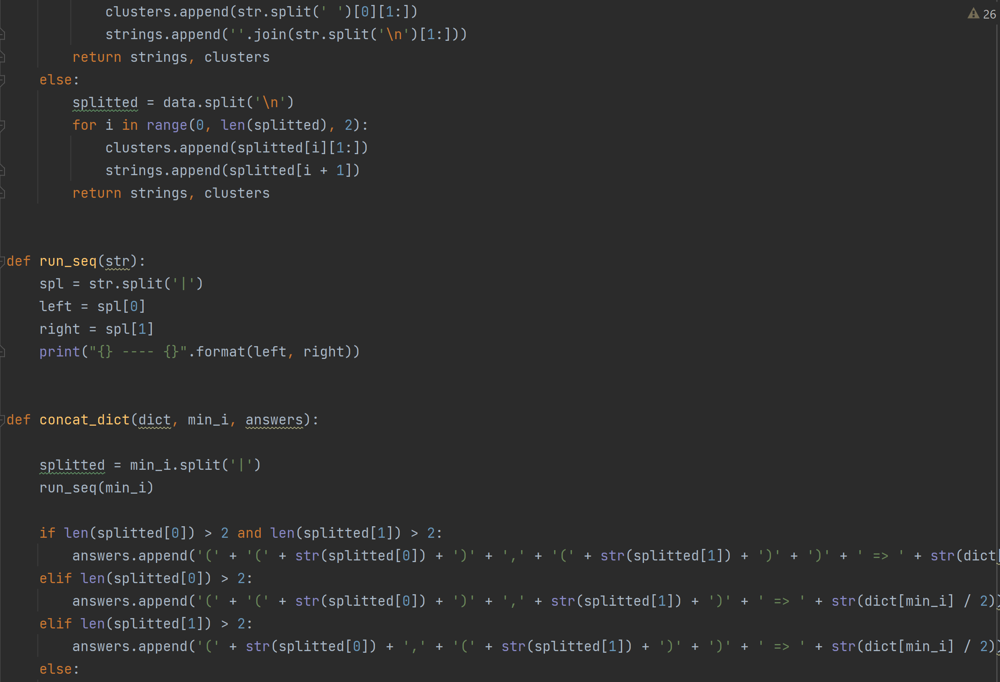 clusters.append(str.split(' ')[0][1:])
26
strings.append(''.join(str.split('\n')[1:]))
return strings, clusters
else:
splitted = data.split('\n')
for i in range(0, len(splitted), 2):
clusters.append(splitted[i][1:])
strings.append(splitted[i + 1])
return strings, clusters
def run_seq(str):
spl = str.split('|')
left = spl[0]
right = spl[1]
print("{} ---- {}".format(left, right))
def concat_dict(dict, min_i, answers):
splitted = min_i.split('|')
run_seq(min_i)
if len(splitted[0]) > 2 and len(splitted[1]) > 2:
answers.append('(' + '(' + str(splitted[0]) + ')' + ',' + '(' + str(splitted[1]) + ')' + ')' + ' => ' + str(dict[
elif len(splitted[0]) > 2:
answers.append('(' + '(' + str(splitted[0]) + ')' + ',' + str(splitted[1]) + ')' + ' => ' + str(dict[min_i] / 2))
elif len(splitted[1]) > 2:
answers.append('(' + str(splitted[0]) + ',' + '(' + str(splitted[1]) + ')' + ')' + ' => ' + str(dict[min_i] / 2))
else: